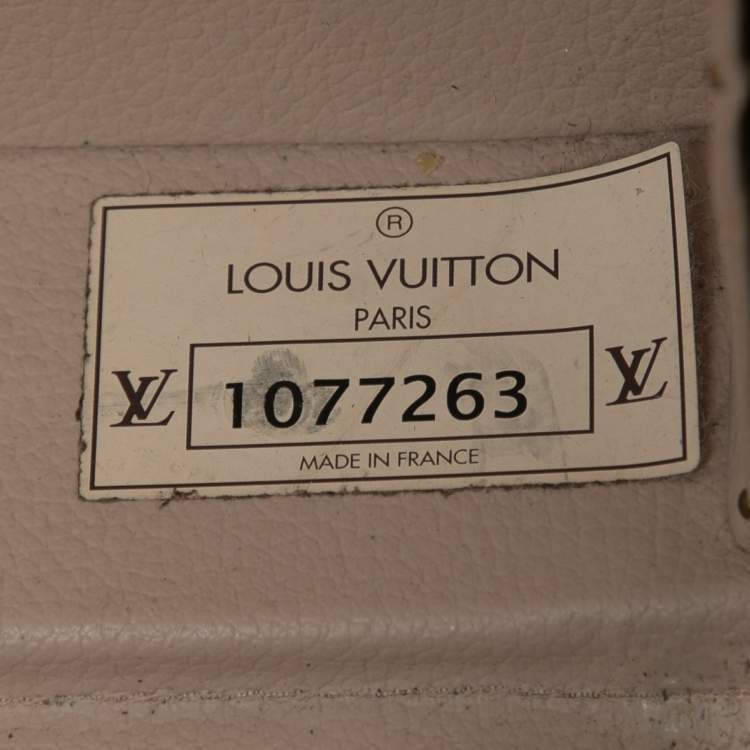 ®
LOUIS VUITTON
PARIS
LV 1077263 LV
MADE IN FRANCE